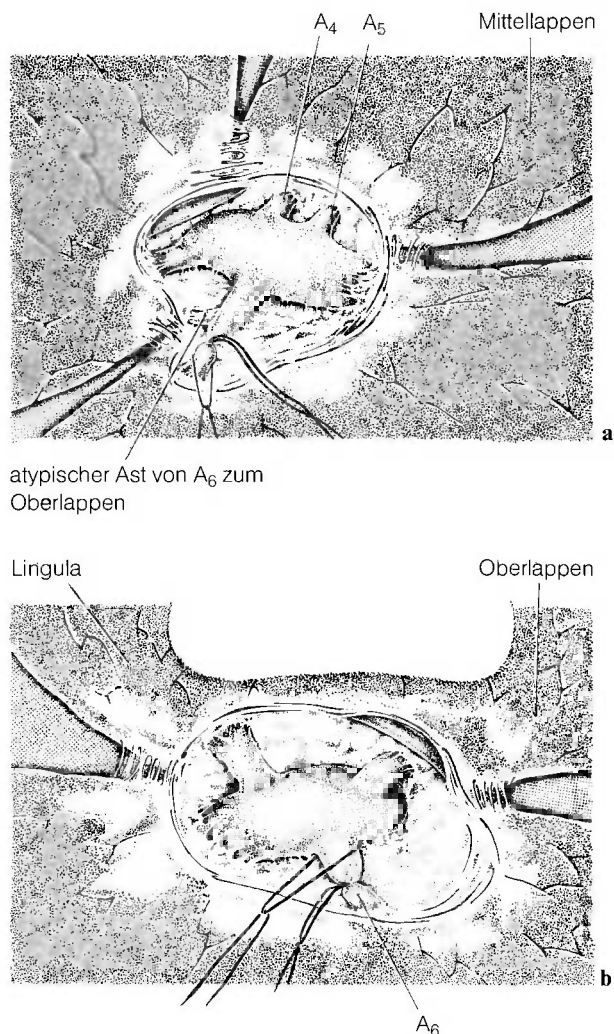 A₄ A₅ Mittellappen
a
atypischer Ast von A₆ zum
Oberlappen
Lingula Oberlappen
b
A₆